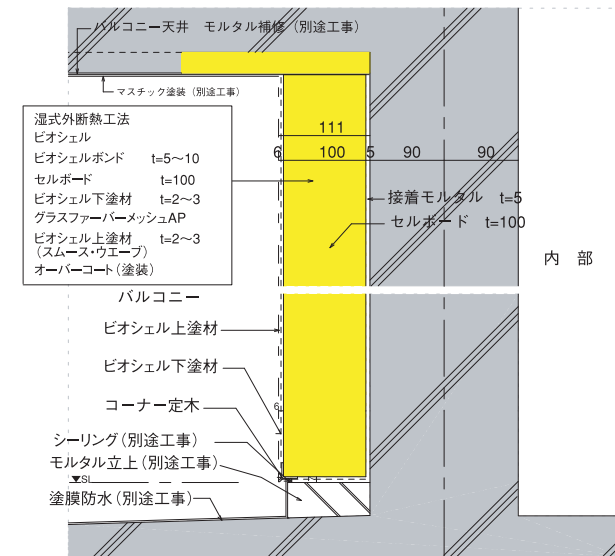 バルコニー天井 モルタル補修（別途工事）
マスチック塗装（別途工事）
湿式外断熱工法
ビオシェル
ビオシェルボンド t=5〜10
セルボード t=100
ビオシェル下塗材 t=2〜3
グラスファーバーメッシュAP
ビオシェル上塗材 t=2〜3
（スムース・ウエーブ）
オーバーコート（塗装）
111
6 100 5 90 90
接着モルタル t=5
セルボード t=100
内 部
バルコニー
ビオシェル上塗材
ビオシェル下塗材
コーナー定木
6
シーリング（別途工事）
モルタル立上（別途工事）
▼SL
塗膜防水（別途工事）